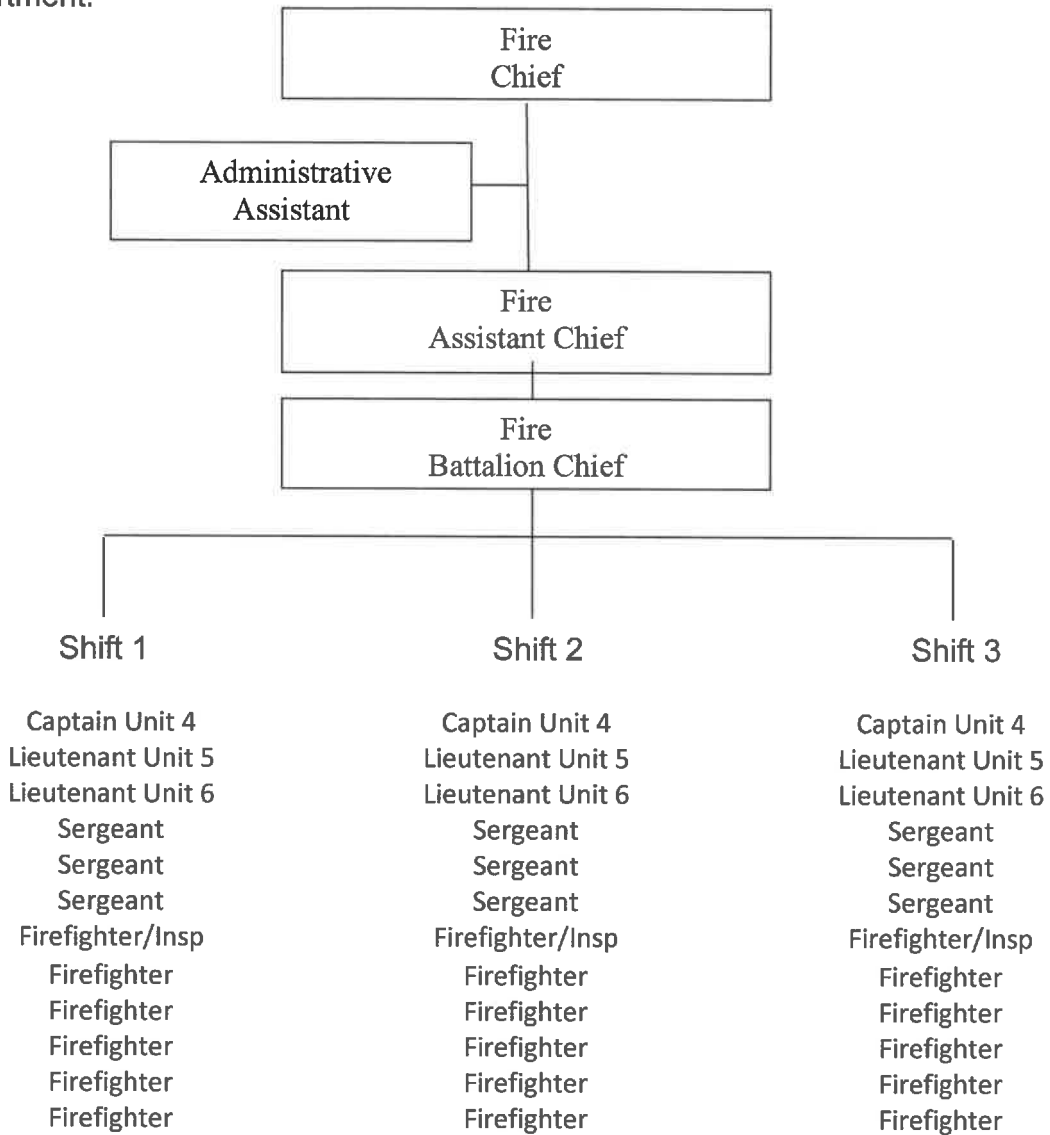 Fire
Chief
Administrative
Assistant
Fire
Assistant Chief
Fire
Battalion Chief
Shift 1
Shift 2
Shift 3
Captain Unit 4
Lieutenant Unit 5
Lieutenant Unit 6
Sergeant
Sergeant
Sergeant
Firefighter/Insp
Firefighter
Firefighter
Firefighter
Firefighter
Firefighter
Captain Unit 4
Lieutenant Unit 5
Lieutenant Unit 6
Sergeant
Sergeant
Sergeant
Firefighter/Insp
Firefighter
Firefighter
Firefighter
Firefighter
Firefighter
Captain Unit 4
Lieutenant Unit 5
Lieutenant Unit 6
Sergeant
Sergeant
Sergeant
Firefighter/Insp
Firefighter
Firefighter
Firefighter
Firefighter
Firefighter